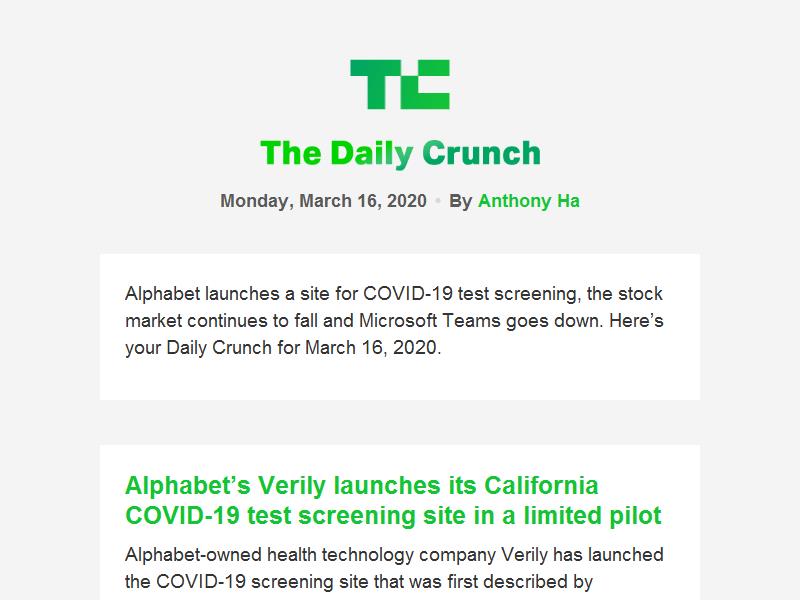 TC
The Daily Crunch
Monday, March 16, 2020 • By Anthony Ha
Alphabet launches a site for COVID-19 test screening, the stock
market continues to fall and Microsoft Teams goes down. Here’s
your Daily Crunch for March 16, 2020.
Alphabet’s Verily launches its California
COVID-19 test screening site in a limited pilot
Alphabet-owned health technology company Verily has launched
the COVID-19 screening site that was first described by